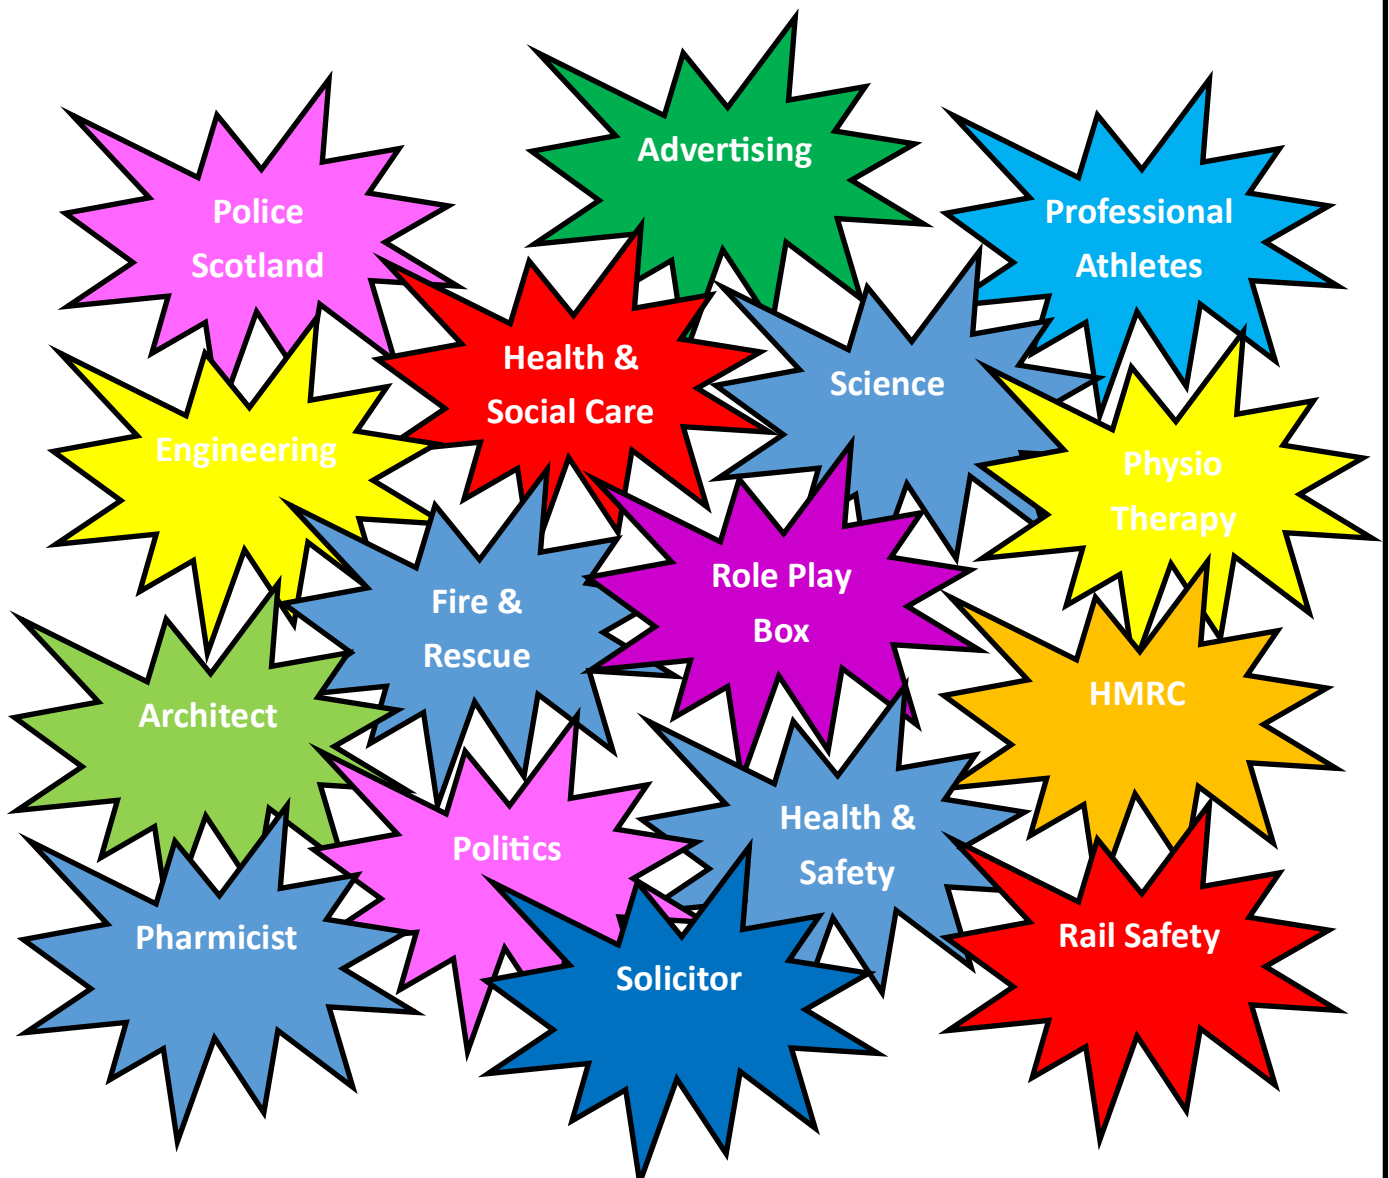 Advertising
Police
Scotland
Professional
Athletes
Health &
Social Care
Science
Engineering
Physio
Therapy
Fire &
Rescue
Role Play
Box
Architect
HMRC
Politics
Health &
Safety
Pharmicist
Solicitor
Rail Safety